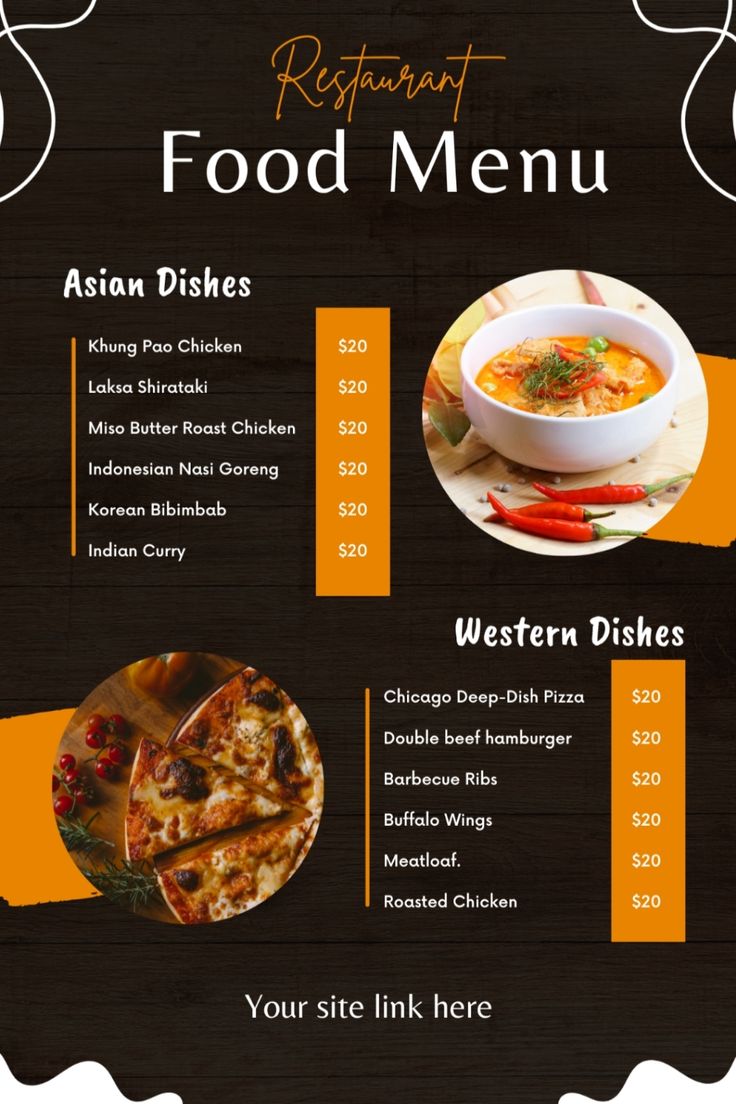 Restaurant
Food Menu
Asian Dishes
Khung Pao Chicken $20
Laksa Shirataki $20
Miso Butter Roast Chicken $20
Indonesian Nasi Goreng $20
Korean Bibimbab $20
Indian Curry $20
Western Dishes
Chicago Deep-Dish Pizza $20
Double beef hamburger $20
Barbecue Ribs $20
Buffalo Wings $20
Meatloaf. $20
Roasted Chicken $20
Your site link here